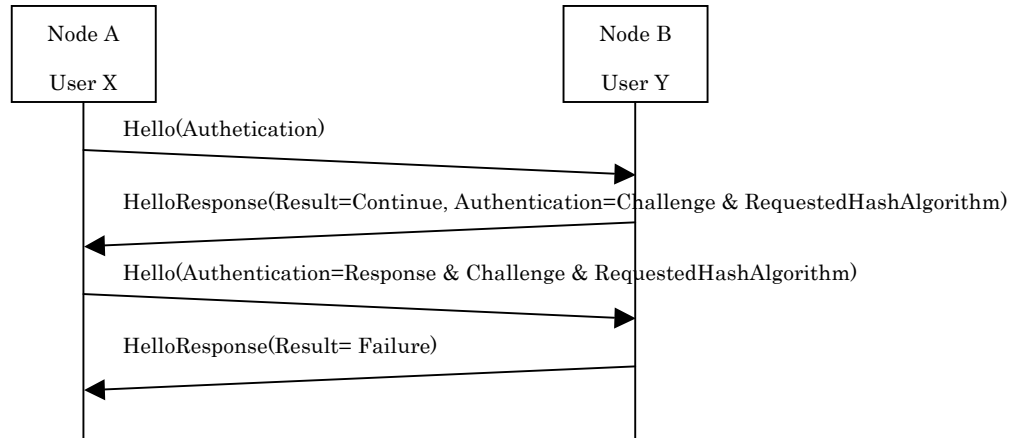 Node A
User X
Node B
User Y
Hello(Authetication)
HelloResponse(Result=Continue, Authentication=Challenge & RequestedHashAlgorithm)
Hello(Authentication=Response & Challenge & RequestedHashAlgorithm)
HelloResponse(Result= Failure)